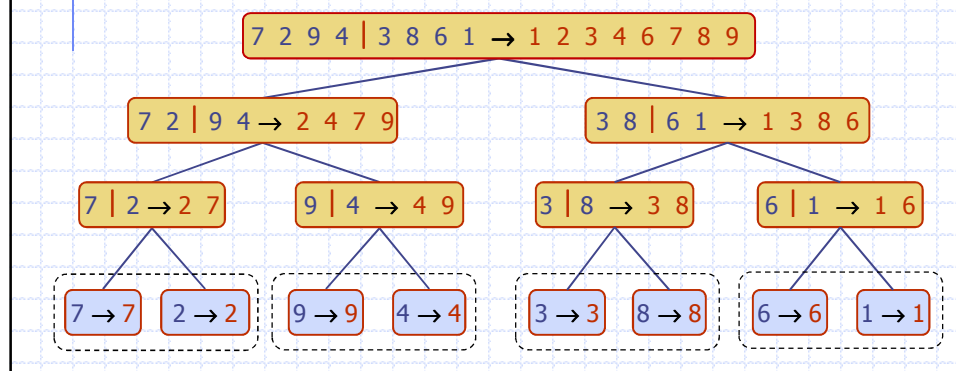 7 2 9 4 | 3 8 6 1 → 1 2 3 4 6 7 8 9
7 2 | 9 4 → 2 4 7 9
3 8 | 6 1 → 1 3 8 6
7 | 2 → 2 7
9 | 4 → 4 9
3 | 8 → 3 8
6 | 1 → 1 6
7 → 7
2 → 2
9 → 9
4 → 4
3 → 3
8 → 8
6 → 6
1 → 1